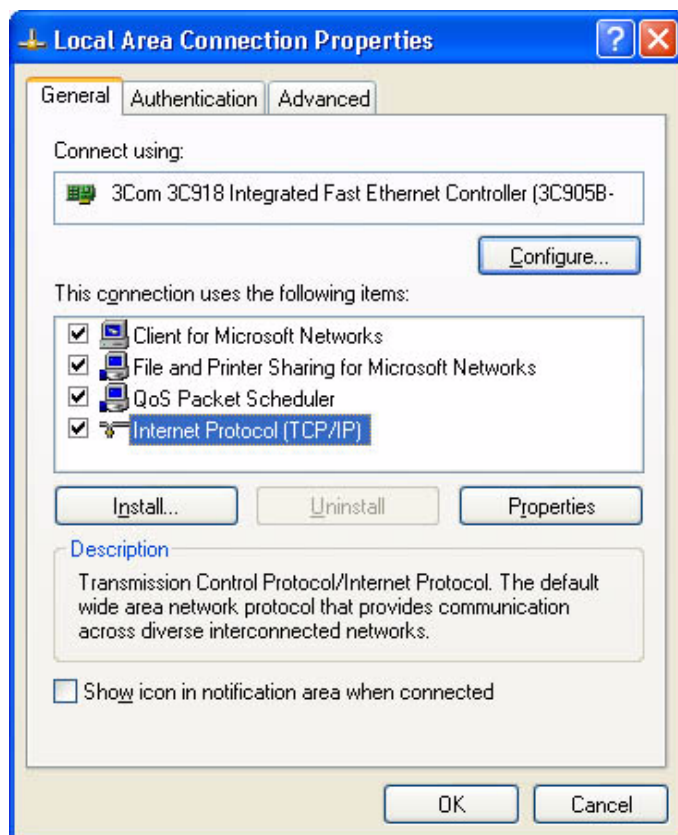 Local Area Connection Properties
General Authentication Advanced
Connect using:
3Com 3C918 Integrated Fast Ethernet Controller (3C905B-
Configure...
This connection uses the following items:
Client for Microsoft Networks
File and Printer Sharing for Microsoft Networks
QoS Packet Scheduler
Internet Protocol (TCP/IP)
Install... Uninstall Properties
Description
Transmission Control Protocol/Internet Protocol. The default
wide area network protocol that provides communication
across diverse interconnected networks.
Show icon in notification area when connected
OK Cancel